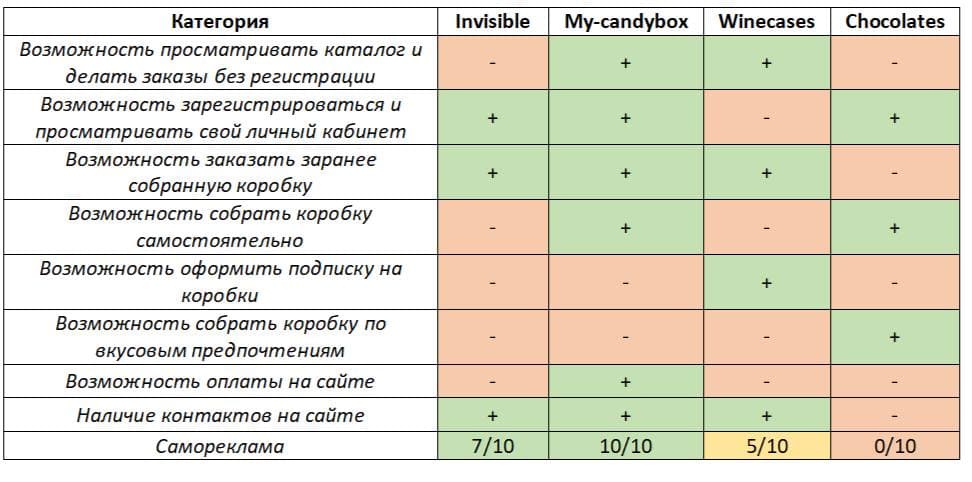 Категория Invisible My-candybox Winecases Chocolates
Возможность просматривать каталог и
делать заказы без регистрации - + + -
Возможность зарегистрироваться и
просматривать свой личный кабинет + + - +
Возможность заказать заранее
собранную коробку + + + -
Возможность собрать коробку
самостоятельно - + - +
Возможность оформить подписку на
коробки - - + -
Возможность собрать коробку по
вкусовым предпочтениям - - - +
Возможность оплаты на сайте - + - -
Наличие контактов на сайте + + + -
Самореклама 7/10 10/10 5/10 0/10